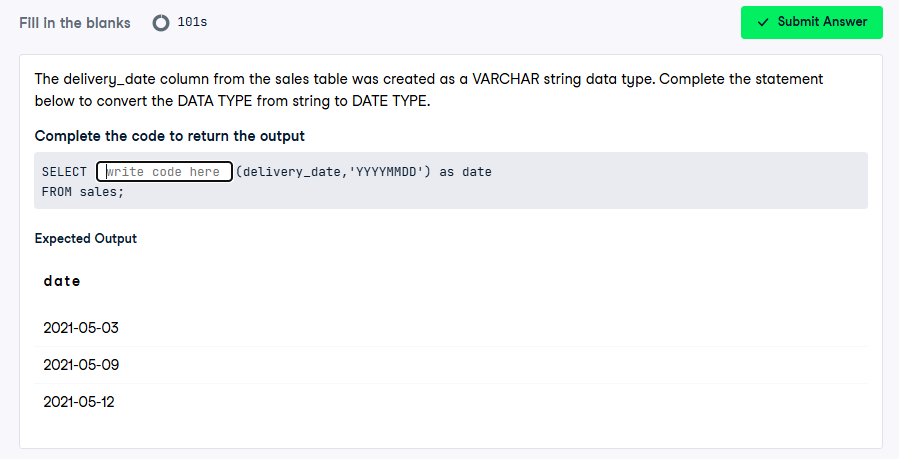 Fill in the blanks
101s
Submit Answer
The delivery_date column from the sales table was created as a VARCHAR string data type. Complete the statement
below to convert the DATA TYPE from string to DATE TYPE.
Complete the code to return the output
SELECT write code here (delivery_date,'YYYYMMDD') as date
FROM sales;
Expected Output
date
2021-05-03
2021-05-09
2021-05-12